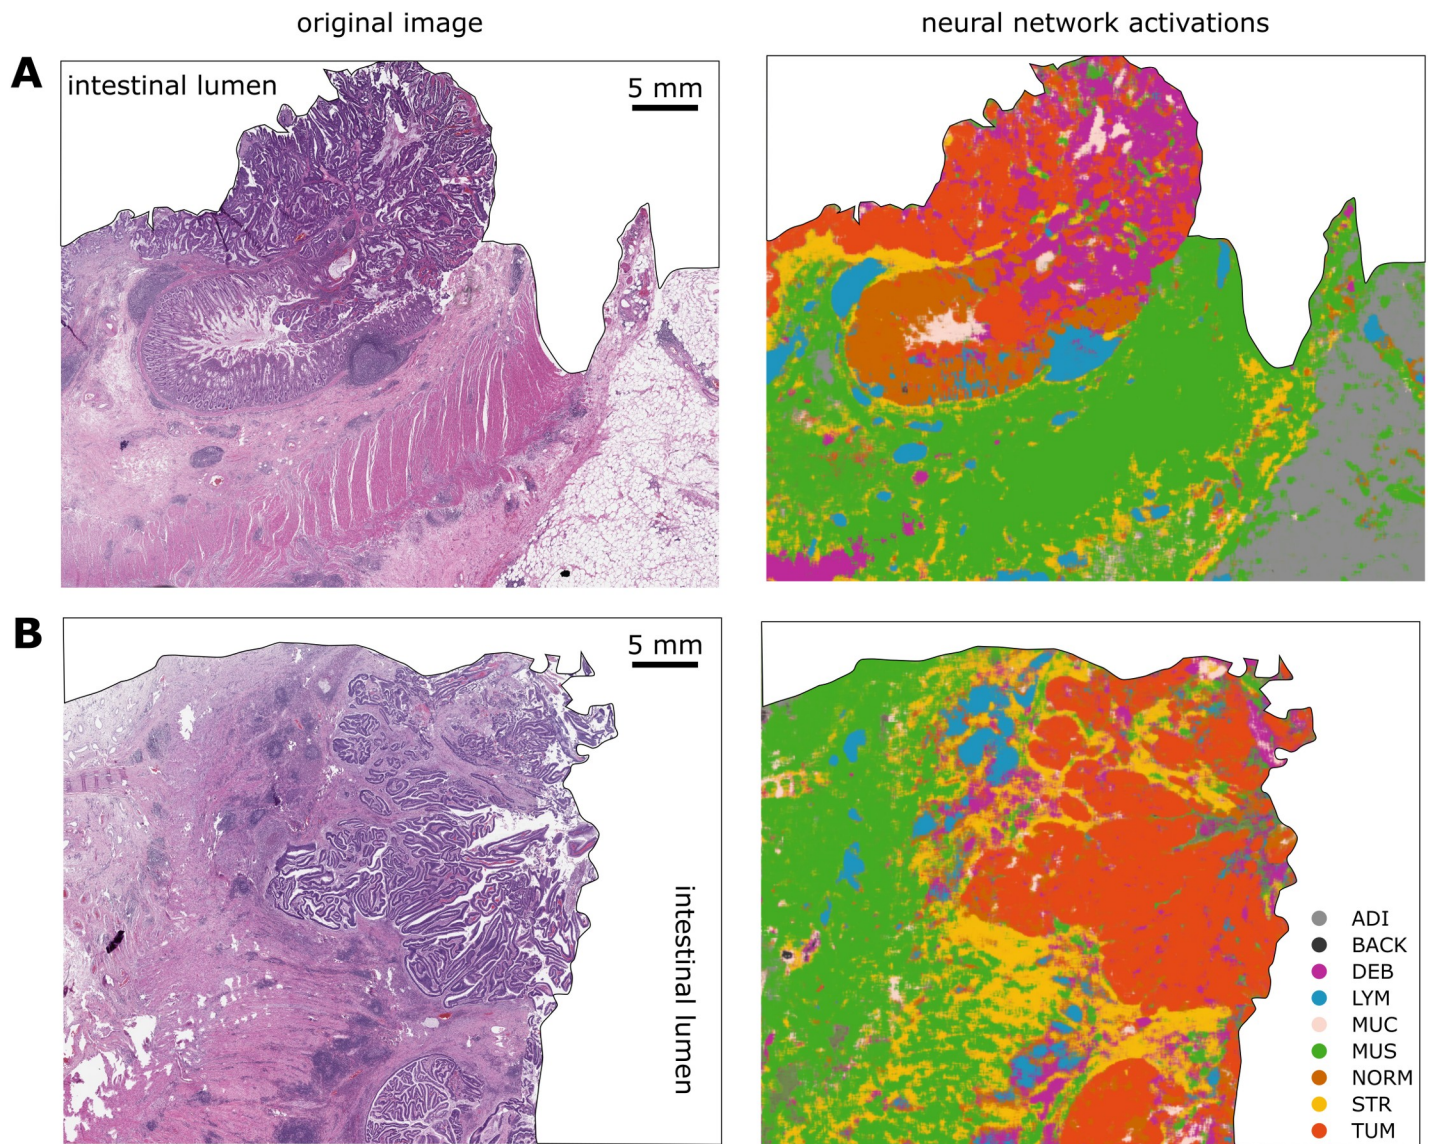 original image
neural network activations
A
intestinal lumen
5 mm
B
5 mm
intestinal lumen
ADI
BACK
DEB
LYM
MUC
MUS
NORM
STR
TUM